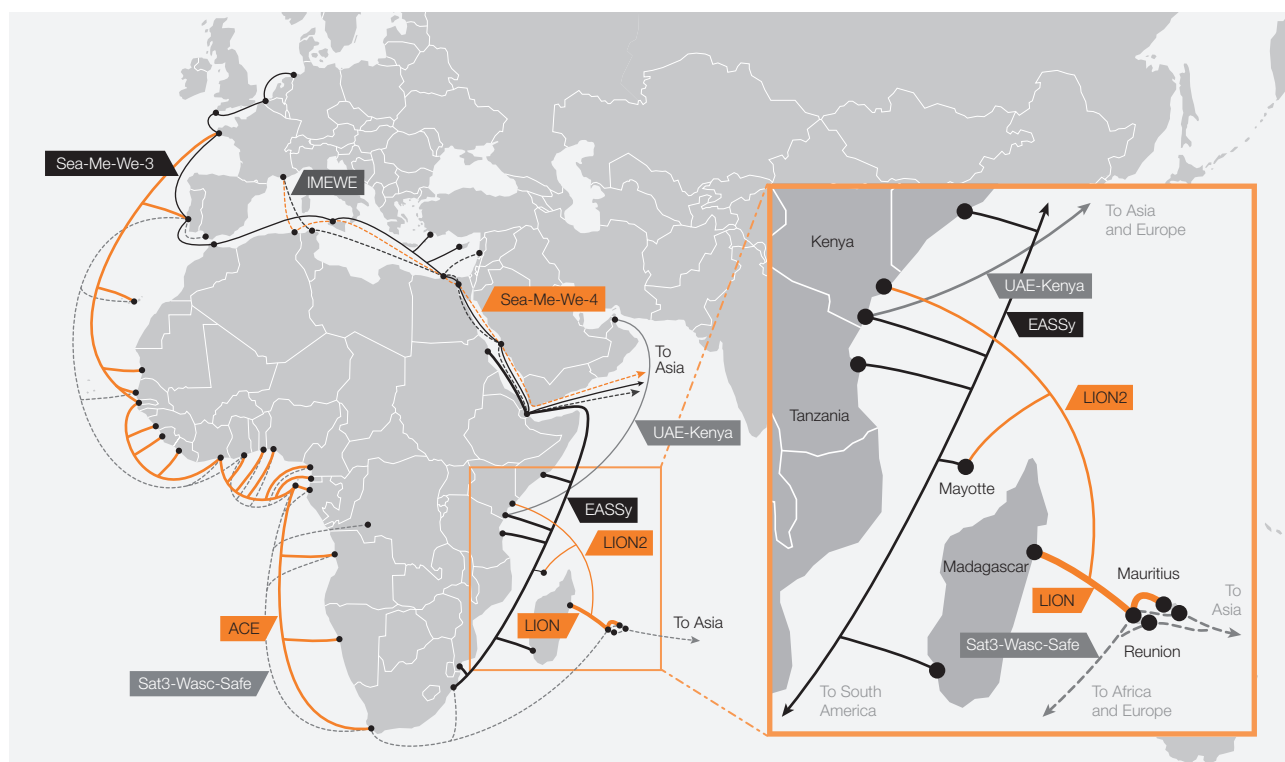 Sea-Me-We-3
IMEWE
Sea-Me-We-4
To
Asia
UAE-Kenya
EASSy
LION2
LION
To Asia
ACE
Sat3-Wasc-Safe
To Asia
and Europe
Kenya
UAE-Kenya
EASSy
LION2
Tanzania
Mayotte
Madagascar
Mauritius
LION
To
Asia
Sat3-Wasc-Safe
Reunion
To South
America
To Africa
and Europe